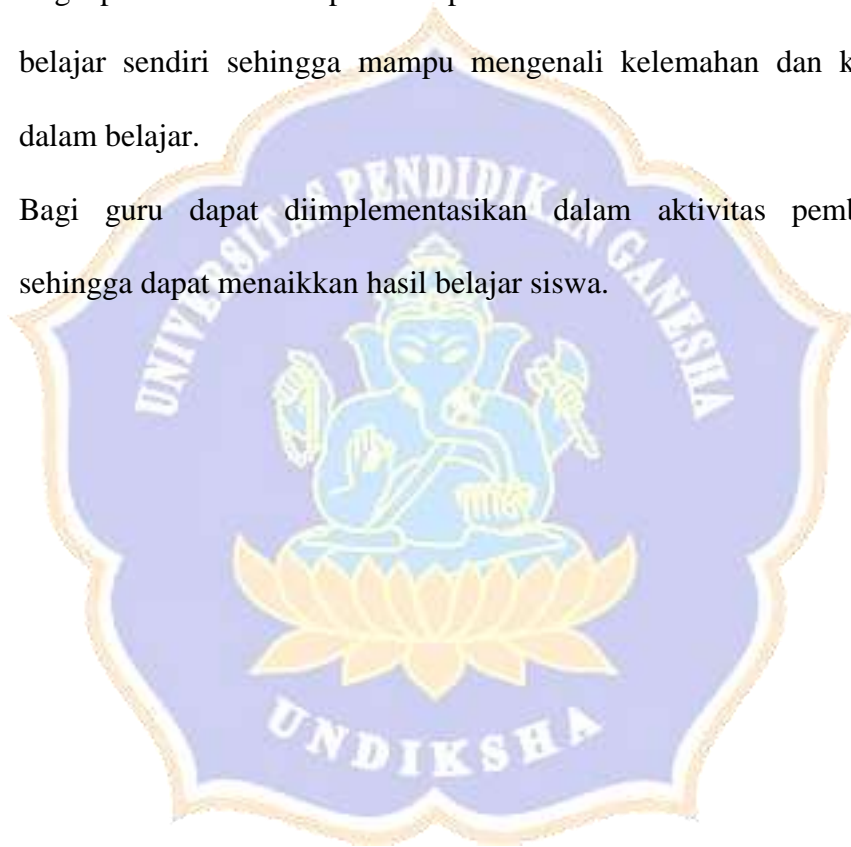 belajar sendiri sehingga mampu mengenali kelemahan dan
dalam belajar.
Bagi guru dapat diimplementasikan dalam aktivitas
sehingga dapat menaikkan hasil belajar siswa.
UNIVERSITAS PENDIDIKAN GANESHA
UNDIKSHA